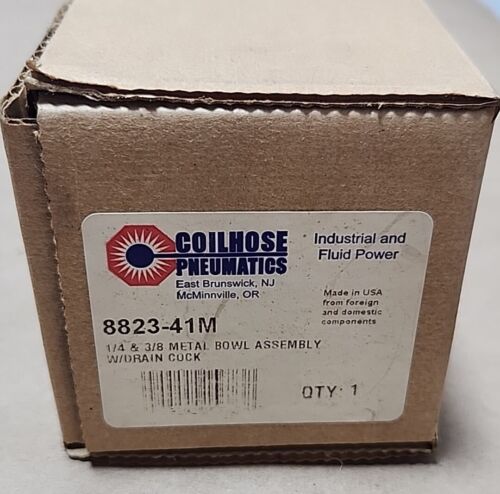 COILHOSE
PNEUMATICS
East Brunswick, NJ
McMinnville, OR
Industrial and
Fluid Power
Made in USA
from foreign
and domestic
components
8823-41M
1/4 & 3/8 METAL BOWL ASSEMBLY
W/DRAIN COCK
QTY: 1